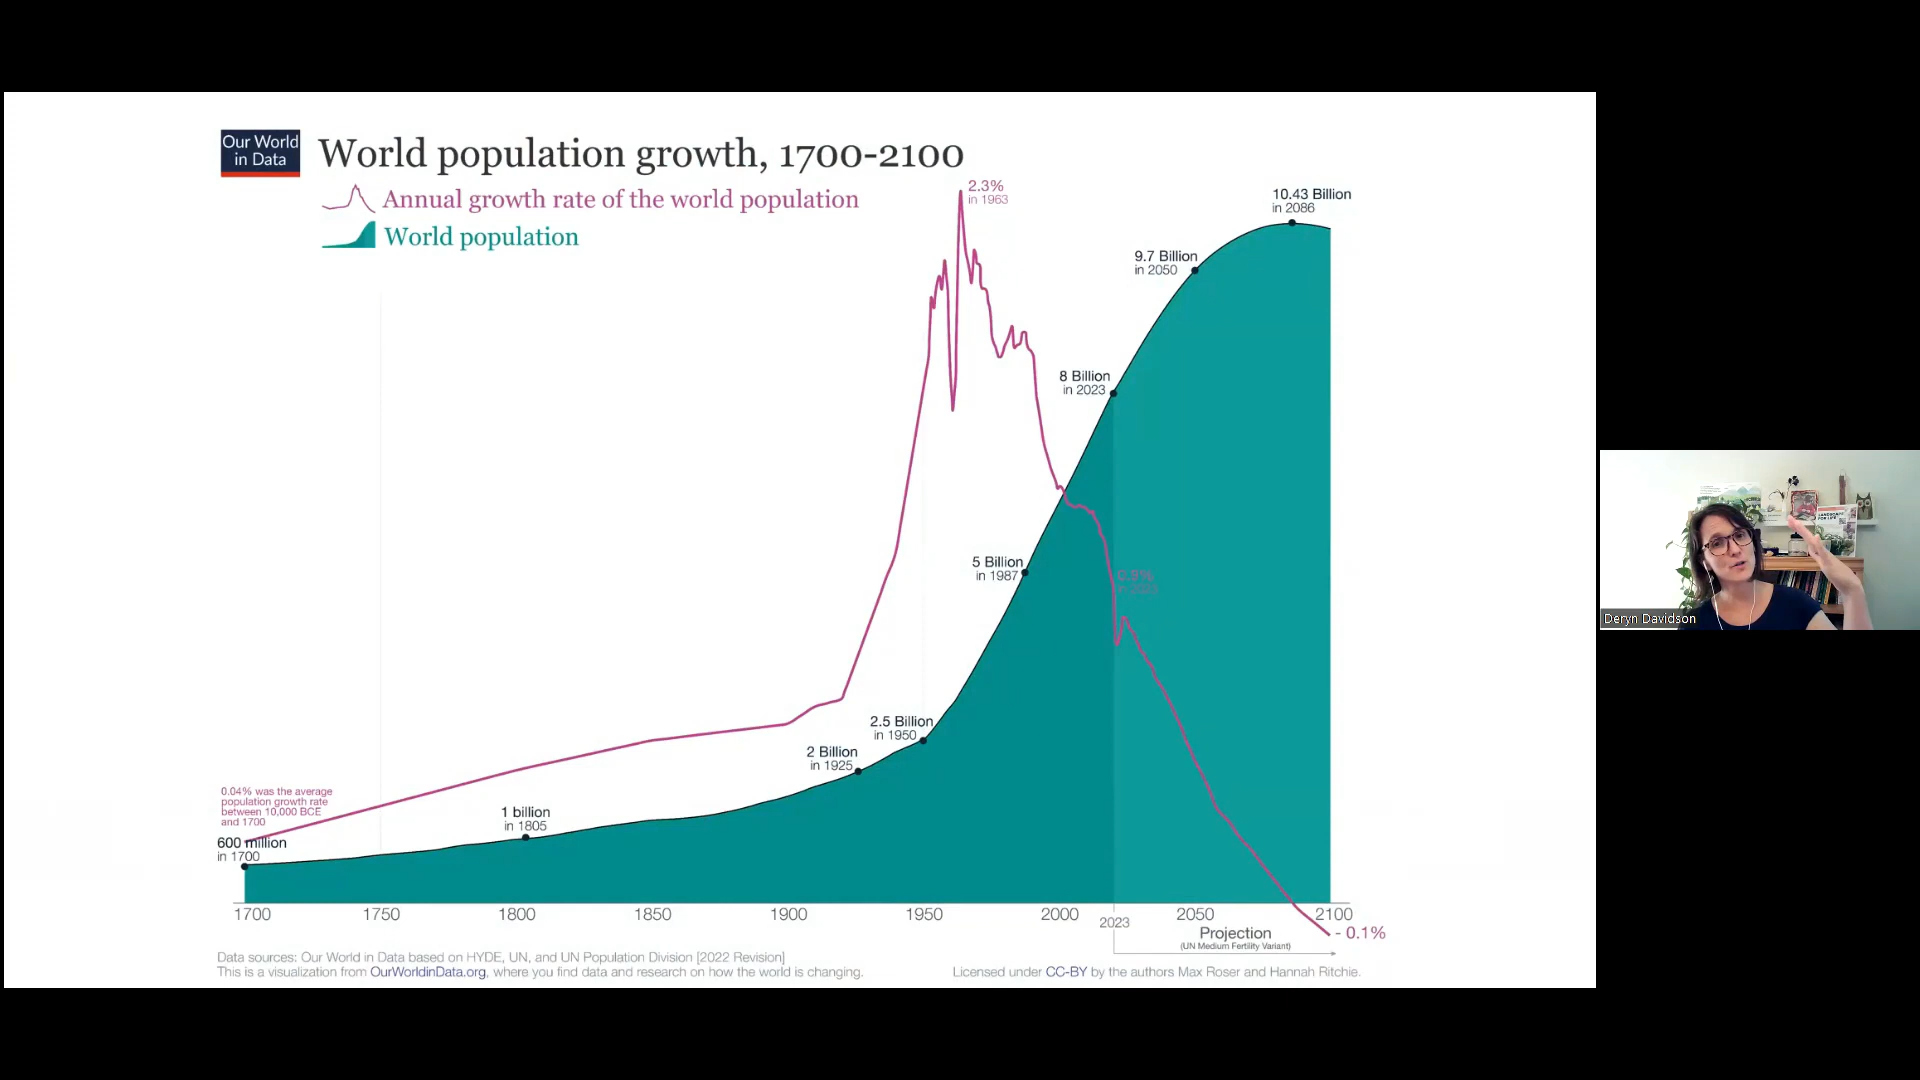 Our World
in Data
World population growth, 1700-2100
Annual growth rate of the world population
World population
2.3%
in 1963
10.43 Billion
in 2086
9.7 Billion
in 2050
8 Billion
in 2023
5 Billion
in 1987
2.5 Billion
in 1950
2 Billion
in 1925
1 billion
in 1805
0.04% was the average
population growth rate
between 10,000 BCE
and 1700
600 million
in 1700
1700 1750 1800 1850 1900 1950 2000 2023 2050 2100
Projection
(UN Medium Fertility Variant)
- 0.1%
Data sources: Our World in Data based on HYDE, UN, and UN Population Division [2022 Revision]
This is a visualization from OurWorldinData.org, where you find data and research on how the world is changing.
Licensed under CC-BY by the authors Max Roser and Hannah Ritchie.
LANDSCAPE
FOR LIFE
Deryn Davidson